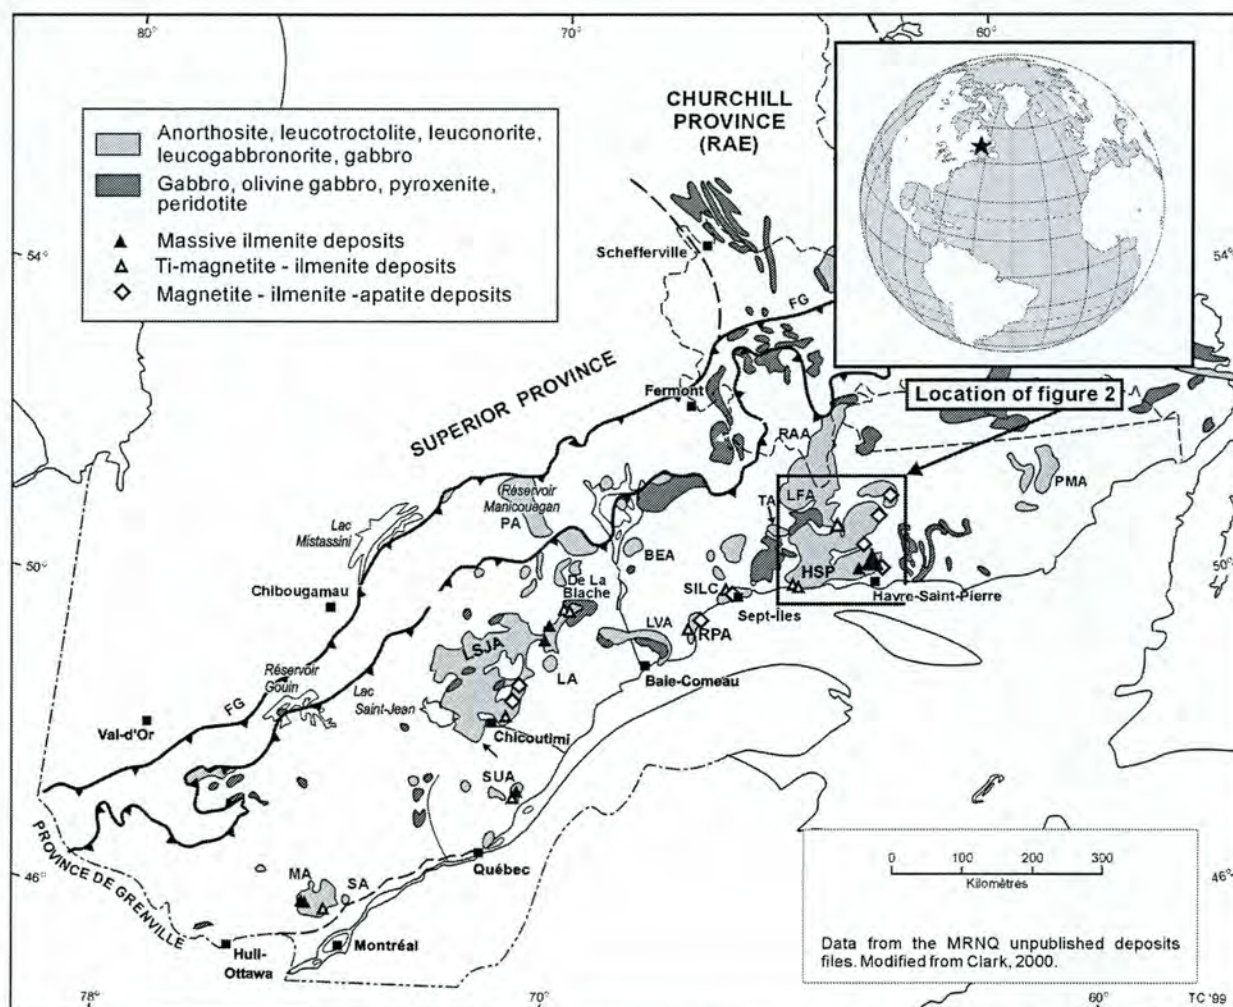 80°
70°
60°
CHURCHILL
PROVINCE
(RAE)
Anorthosite, leucotroctolite, leuconorite,
leucogabbronorite, gabbro
Gabbro, olivine gabbro, pyroxenite,
peridotite
Massive ilmenite deposits
Ti-magnetite - ilmenite deposits
Magnetite - ilmenite -apatite deposits
54°
54°
Schefferville
FG
SUPERIOR PROVINCE
Fermont
Location of figure 2
RAA
Réservoir
Manicouagan
PA
Lac
Mistassini
TA
LFA
PMA
50°
50°
BEA
Chibougamau
De La
Blache
HSP
SILC
Havre-Saint-Pierre
Sept-Îles
LVA
RPA
LSJA
LA
Réservoir
Gouin
Lac
Saint-Jean
Baie-Comeau
FG
Val-d'Or
Chicoutimi
SUA
PROVINCE DE GRENVILLE
Québec
0 100 200 300
Kilomètres
46°
46°
MA
SA
Hull-
Ottawa
Montréal
Data from the MRNQ unpublished deposits
files. Modified from Clark, 2000.
78°
70°
60°
TC '99